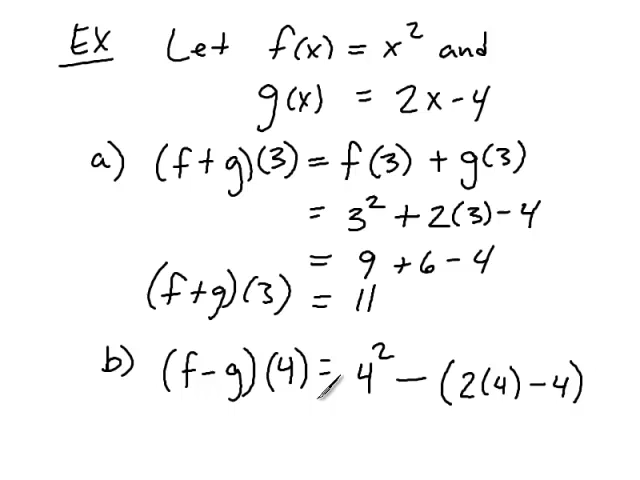 EX Let f(x) = x² and
g(x) = 2x - 4
a) (f+g)(3) = f(3) + g(3)
= 3² + 2(3) - 4
= 9 + 6 - 4
(f+g)(3) = 11
b) (f-g)(4) = 4² - (2(4) - 4)